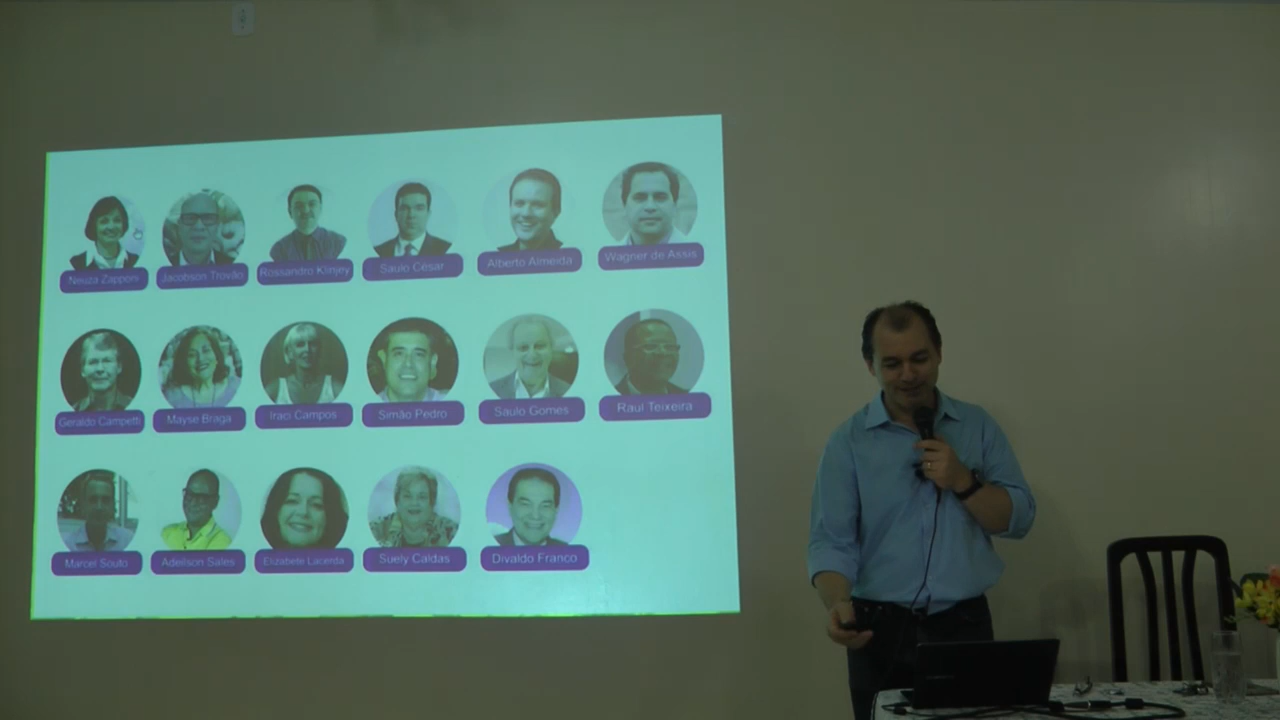 Neuza Zapponi
Jacobson Trovão
Rossandro Klinjey
Saulo César
Alberto Almeida
Wagner de Assis
Geraldo Campetti
Mayse Braga
Iraci Campos
Simão Pedro
Saulo Gomes
Raul Teixeira
Marcel Souto
Adeilson Sales
Elizabete Lacerda
Suely Caldas
Divaldo Franco